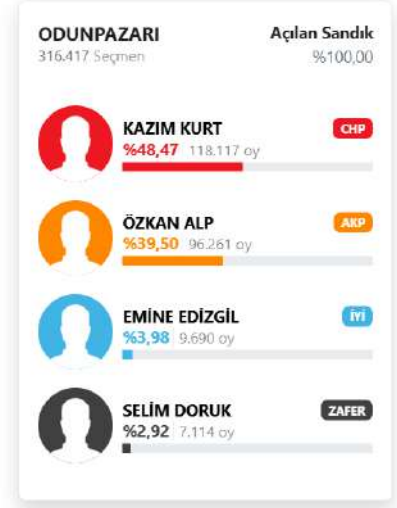 ODUNPAZARI
Açılan Sandık
316.417 Seçmen
%100,00
KAZIM KURT
CHP
%48,47 118.117 oy
ÖZKAN ALP
AKP
%39,50 96.261 oy
EMİNE EDİZGİL
İYİ
%3,98 9.690 oy
SELİM DORUK
ZAFER
%2,92 7.114 oy